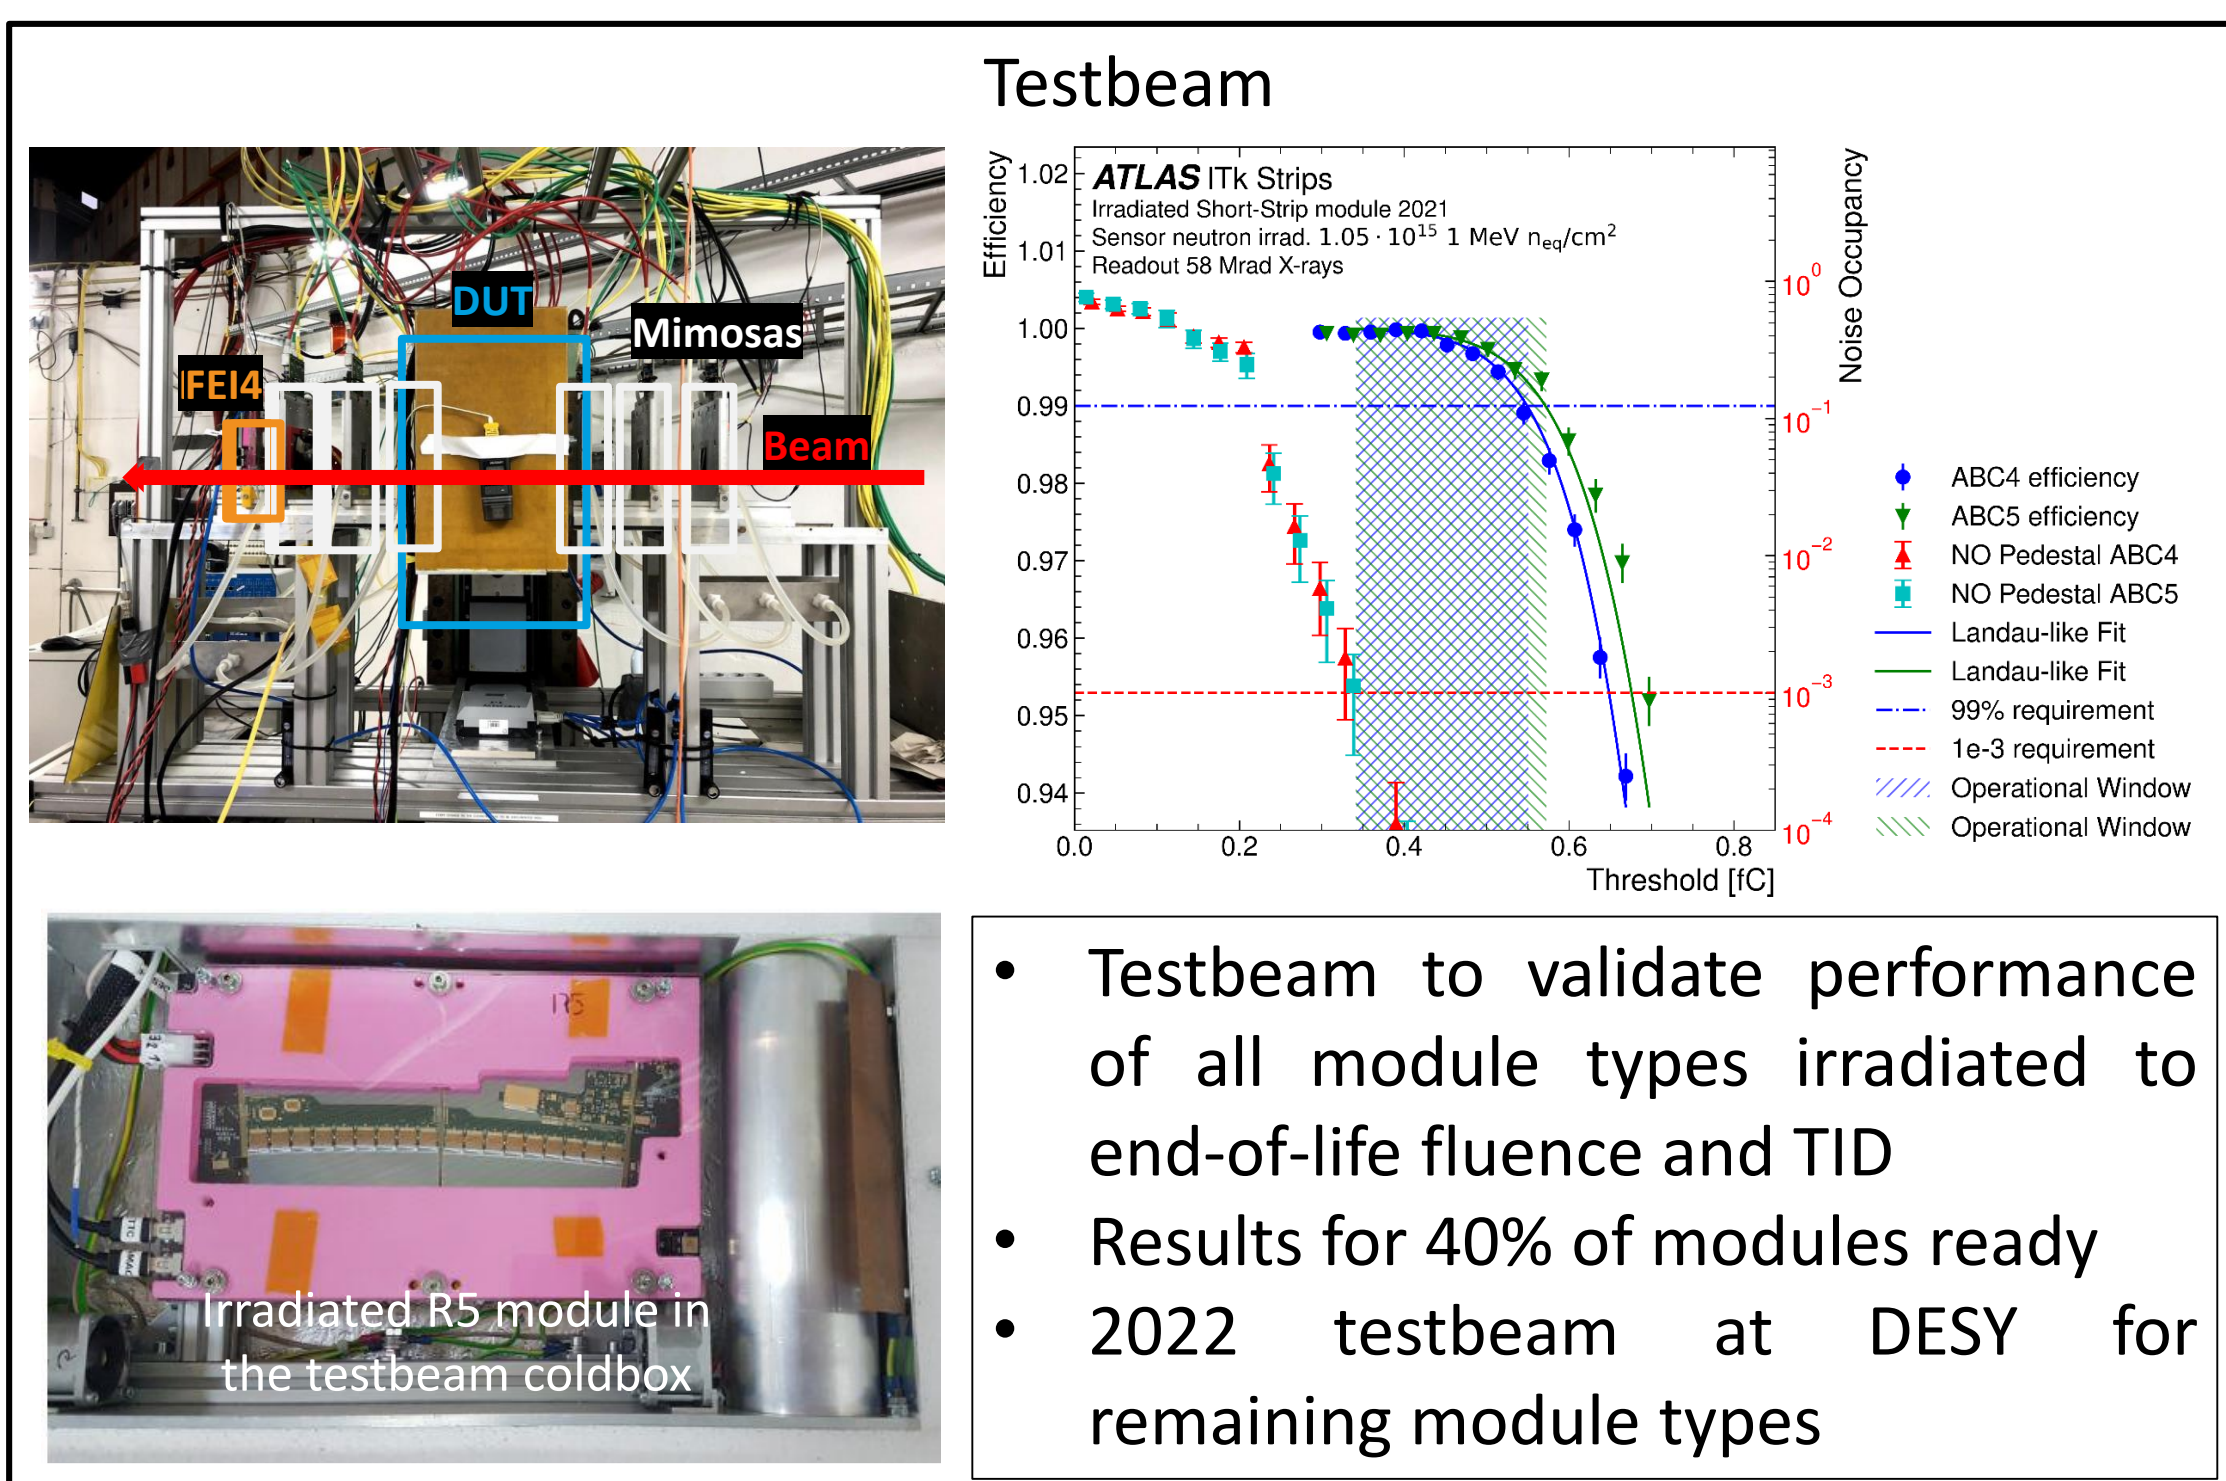 Testbeam
DUT
Mimosas
FEI4
Beam
Efficiency
1.02
1.01
1.00
0.99
0.98
0.97
0.96
0.95
0.94
ATLAS ITk Strips
Irradiated Short-Strip module 2021
Sensor neutron irrad. 1.05 · 10¹⁵ 1 MeV n_eq/cm²
Readout 58 Mrad X-rays
Noise Occupancy
10⁰
10⁻¹
10⁻²
10⁻³
10⁻⁴
0.0 0.2 0.4 0.6 0.8
Threshold [fC]
ABC4 efficiency
ABC5 efficiency
NO Pedestal ABC4
NO Pedestal ABC5
Landau-like Fit
Landau-like Fit
99% requirement
1e-3 requirement
Operational Window
Operational Window
R5
Irradiated R5 module in
the testbeam coldbox
• Testbeam to validate performance
of all module types irradiated to
end-of-life fluence and TID
• Results for 40% of modules ready
• 2022 testbeam at DESY for
remaining module types